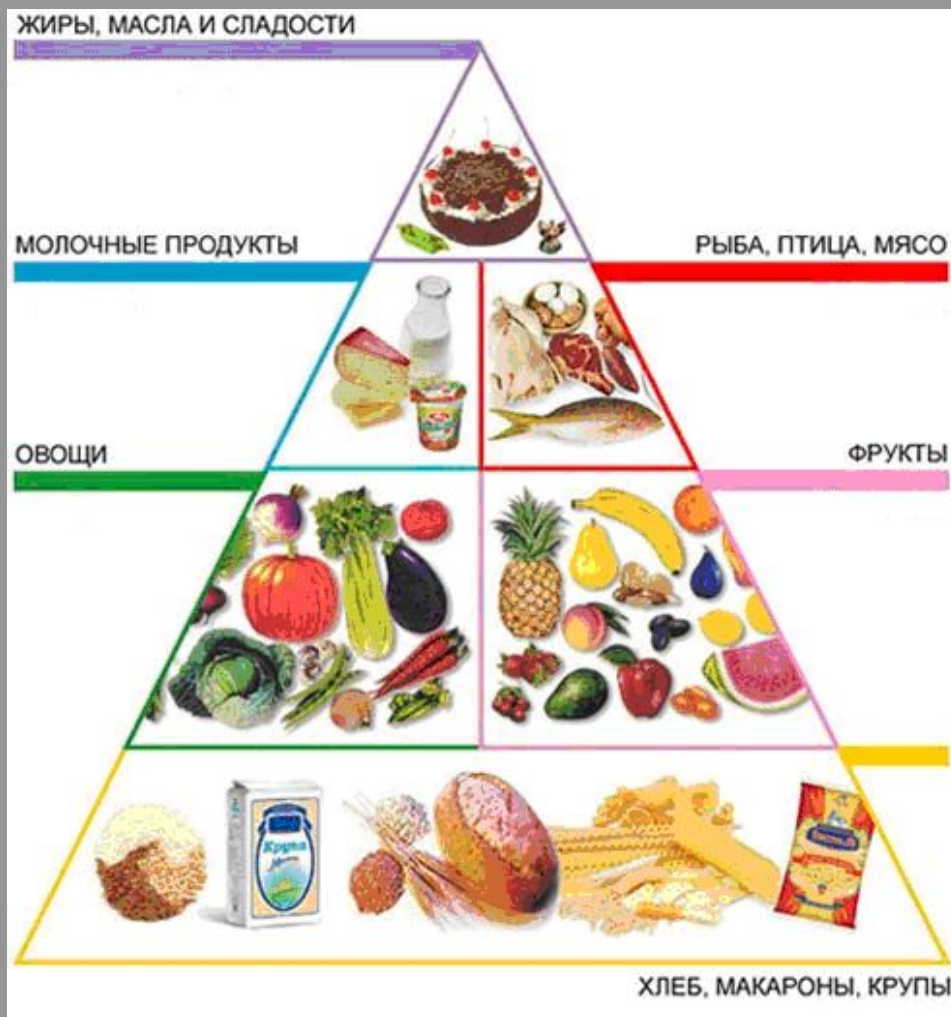 ЖИРЫ, МАСЛА И СЛАДОСТИ
МОЛОЧНЫЕ ПРОДУКТЫ
РЫБА, ПТИЦА, МЯСО
ОВОЩИ
ФРУКТЫ
Крупа
ХЛЕБ, МАКАРОНЫ, КРУПЫ